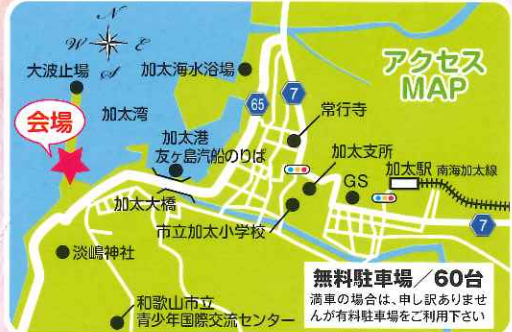 N
W E
S
大波止場
加太海水浴場
アクセス
MAP
65
7
加太湾
会場
常行寺
加太港
友ヶ島汽船のりば
加太支所
加太駅 南海加太線
GS
加太大橋
市立加太小学校
7
淡嶋神社
無料駐車場/60台
満車の場合は、申し訳ありませ
んが有料駐車場をご利用下さい
和歌山市立
青少年国際交流センター